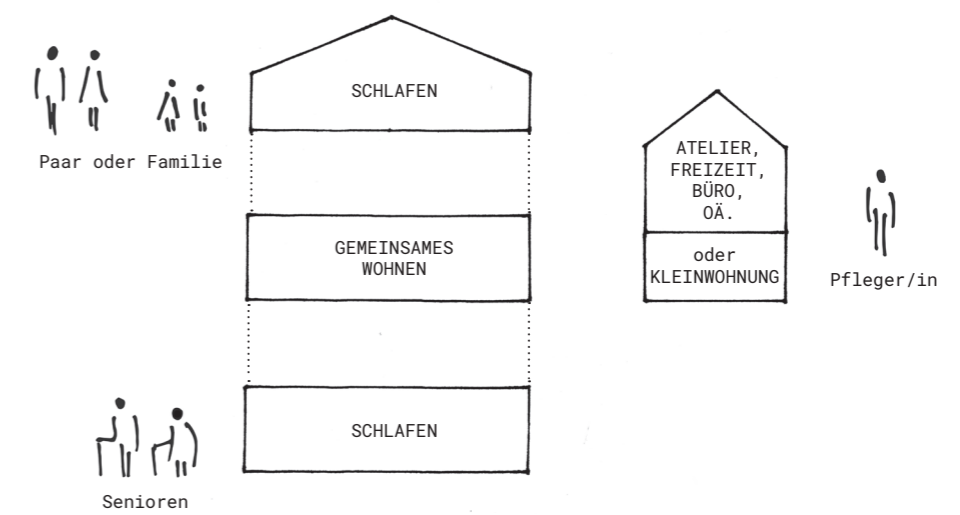 SCHLAFEN
Paar oder Familie
GEMEINSAMES
WOHNEN
SCHLAFEN
Senioren
ATELIER,
FREIZEIT,
BÜRO,
OÄ.
oder
KLEINWOHNUNG
Pfleger/in